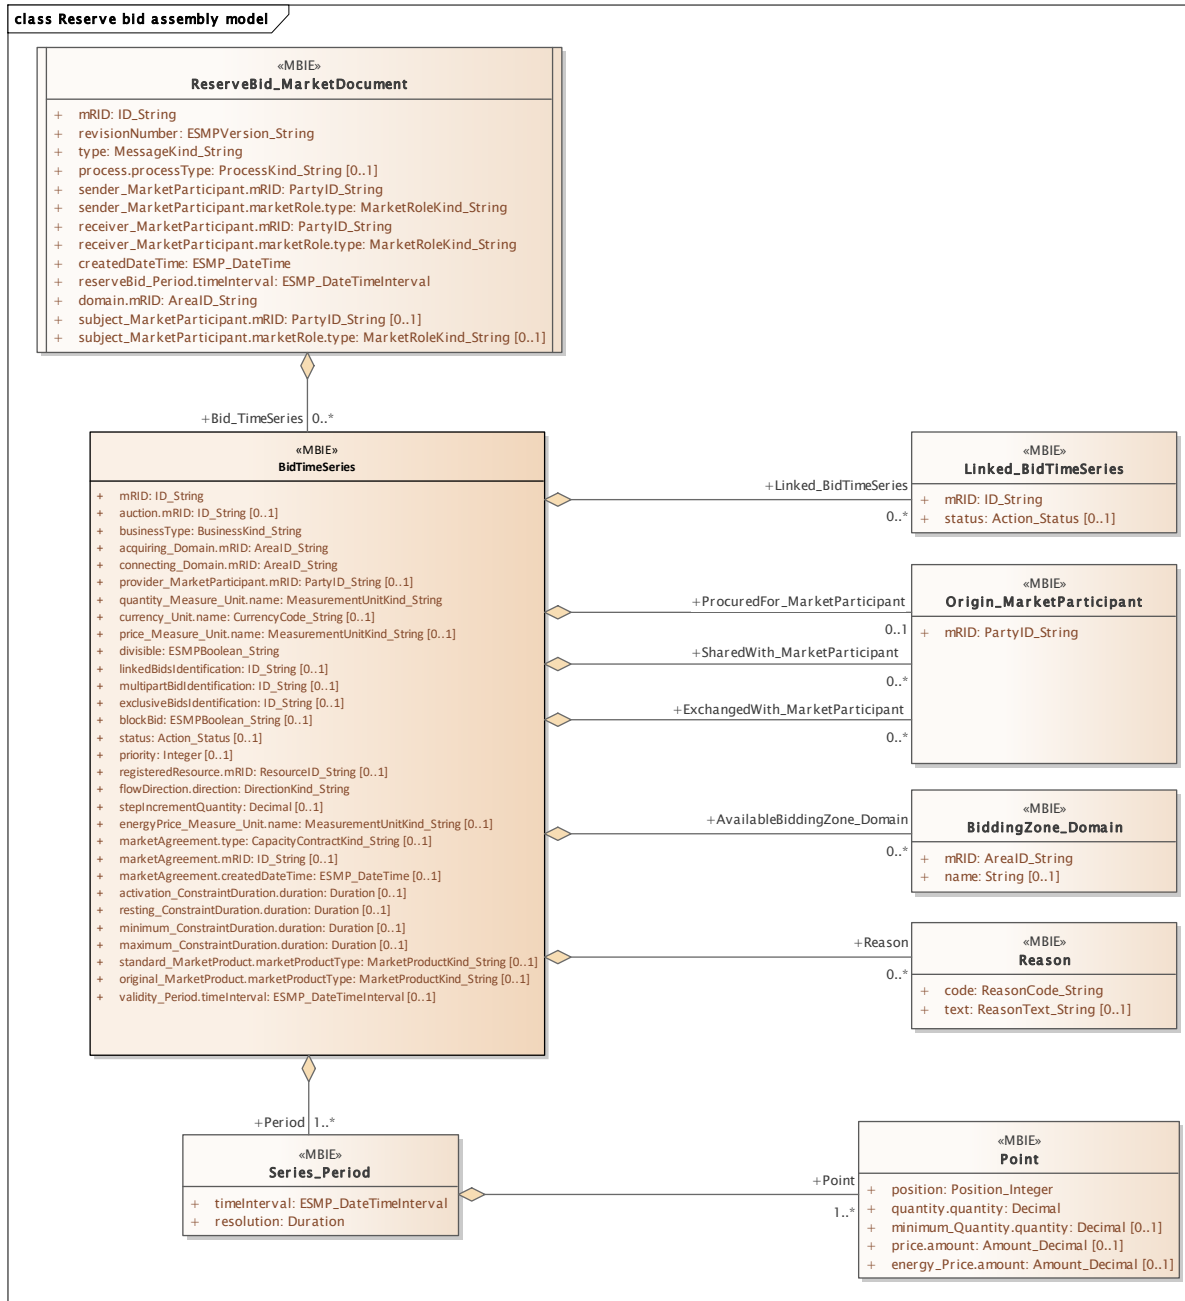 class Reserve bid assembly model
«MBIE»
ReserveBid_MarketDocument
+ mRID: ID_String
+ revisionNumber: ESMPVersion_String
+ type: MessageKind_String
+ process.processType: ProcessKind_String [0..1]
+ sender_MarketParticipant.mRID: PartyID_String
+ sender_MarketParticipant.marketRole.type: MarketRoleKind_String
+ receiver_MarketParticipant.mRID: PartyID_String
+ receiver_MarketParticipant.marketRole.type: MarketRoleKind_String
+ createdDateTime: ESMP_DateTime
+ reserveBid_Period.timeInterval: ESMP_DateTimeInterval
+ domain.mRID: AreaID_String
+ subject_MarketParticipant.mRID: PartyID_String [0..1]
+ subject_MarketParticipant.marketRole.type: MarketRoleKind_String [0..1]
+Bid_TimeSeries 0..*
«MBIE»
BidTimeSeries
+ mRID: ID_String
+ auction.mRID: ID_String [0..1]
+ businessType: BusinessKind_String
+ acquiring_Domain.mRID: AreaID_String
+ connecting_Domain.mRID: AreaID_String
+ provider_MarketParticipant.mRID: PartyID_String [0..1]
+ quantity_Measure_Unit.name: MeasurementUnitKind_String
+ currency_Unit.name: CurrencyCode_String [0..1]
+ price_Measure_Unit.name: MeasurementUnitKind_String [0..1]
+ divisible: ESMPBoolean_String
+ linkedBidsIdentification: ID_String [0..1]
+ multipartBidIdentification: ID_String [0..1]
+ exclusiveBidsIdentification: ID_String [0..1]
+ blockBid: ESMPBoolean_String [0..1]
+ status: Action_Status [0..1]
+ priority: Integer [0..1]
+ registeredResource.mRID: ResourceID_String [0..1]
+ flowDirection.direction: DirectionKind_String
+ stepIncrementQuantity: Decimal [0..1]
+ energyPrice_Measure_Unit.name: MeasurementUnitKind_String [0..1]
+ marketAgreement.type: CapacityContractKind_String [0..1]
+ marketAgreement.mRID: ID_String [0..1]
+ marketAgreement.createdDateTime: ESMP_DateTime [0..1]
+ activation_ConstraintDuration.duration: Duration [0..1]
+ resting_ConstraintDuration.duration: Duration [0..1]
+ minimum_ConstraintDuration.duration: Duration [0..1]
+ maximum_ConstraintDuration.duration: Duration [0..1]
+ standard_MarketProduct.marketProductType: MarketProductKind_String [0..1]
+ original_MarketProduct.marketProductType: MarketProductKind_String [0..1]
+ validity_Period.timeInterval: ESMP_DateTimeInterval [0..1]
+Linked_BidTimeSeries
0..*
«MBIE»
Linked_BidTimeSeries
+ mRID: ID_String
+ status: Action_Status [0..1]
+ProcuredFor_MarketParticipant
0..1
+SharedWith_MarketParticipant
0..*
+ExchangedWith_MarketParticipant
0..*
«MBIE»
Origin_MarketParticipant
+ mRID: PartyID_String
+AvailableBiddingZone_Domain
0..*
«MBIE»
BiddingZone_Domain
+ mRID: AreaID_String
+ name: String [0..1]
+Reason
0..*
«MBIE»
Reason
+ code: ReasonCode_String
+ text: ReasonText_String [0..1]
+Period 1..*
«MBIE»
Series_Period
+ timeInterval: ESMP_DateTimeInterval
+ resolution: Duration
+Point
1..*
«MBIE»
Point
+ position: Position_Integer
+ quantity.quantity: Decimal
+ minimum_Quantity.quantity: Decimal [0..1]
+ price.amount: Amount_Decimal [0..1]
+ energy_Price.amount: Amount_Decimal [0..1]